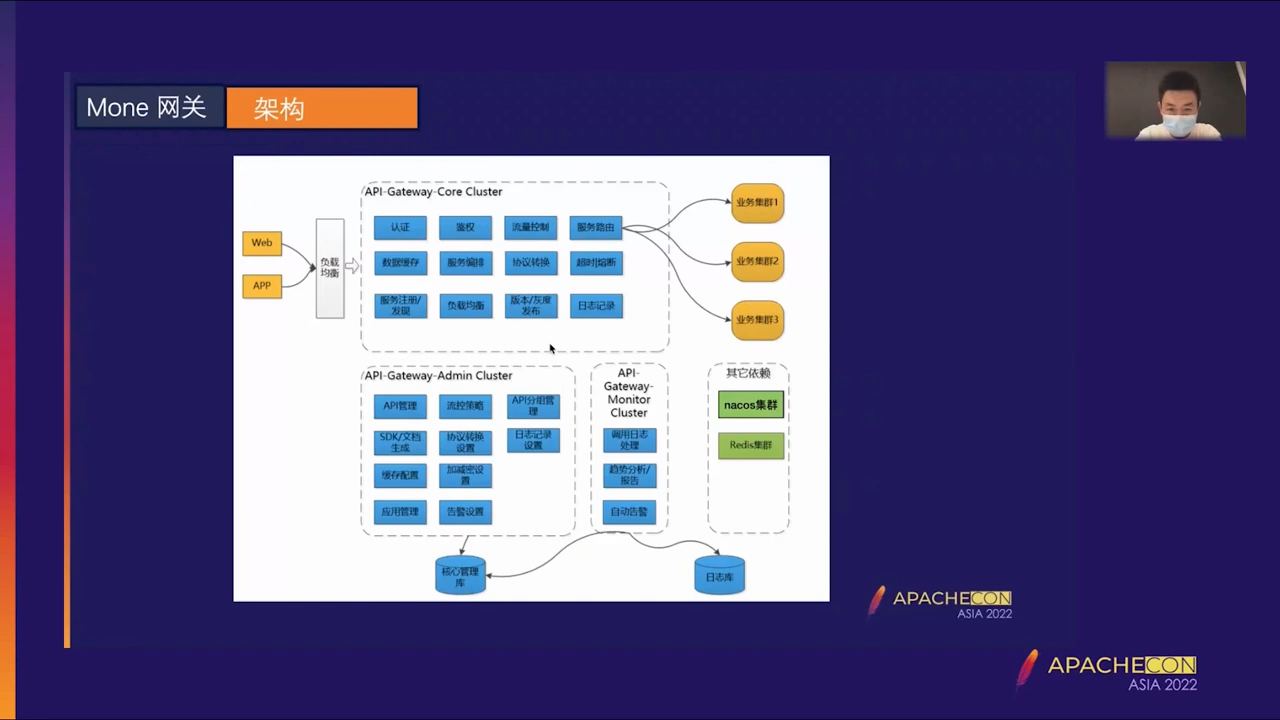 Mone 网关
架构
API-Gateway-Core Cluster
认证
鉴权
流量控制
服务路由
数据缓存
服务编排
协议转换
超时|熔断
服务注册/
发现
负载均衡
版本/灰度
发布
日志记录
Web
APP
负载
均衡
业务集群1
业务集群2
业务集群3
API-Gateway-Admin Cluster
API管理
流控策略
API分组管
理
SDK/文档
生成
协议转换
设置
日志记录
设置
缓存配置
加减密设
置
应用管理
告警设置
API-
Gateway-
Monitor
Cluster
调用日志
处理
趋势分析/
报告
自动告警
其它依赖
nacos集群
Redis集群
核心管理
库
日志库
APACHECON
ASIA 2022
APACHECON
ASIA 2022